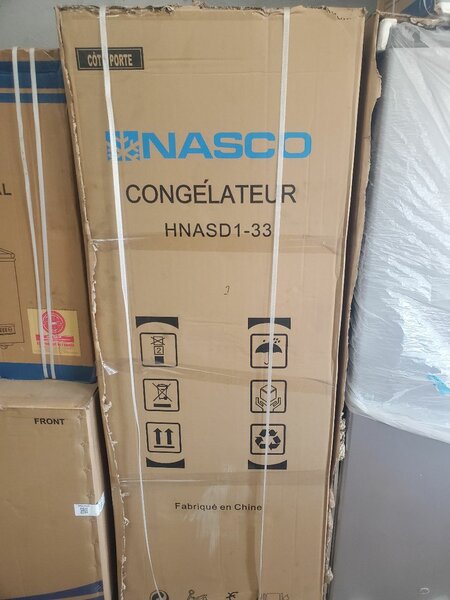 CÔTÉ PORTE
NASCO
CONGÉLATEUR
HNASD1-33
FRONT
Fabriqué en Chine